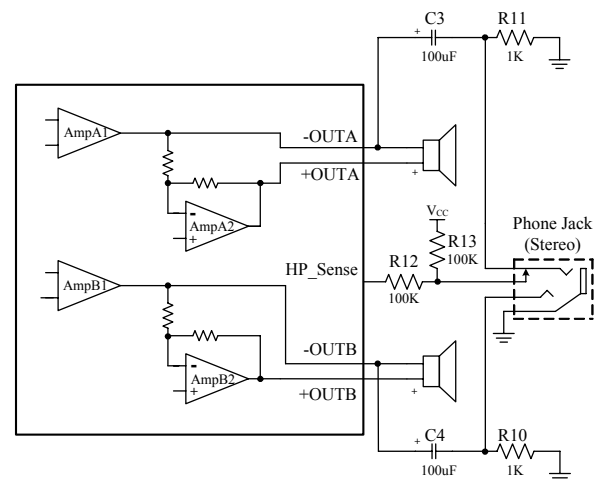 C3
+
100uF
R11
1K
AmpA1
-OUTA
+OUTA
+
-
AmpA2
+
VCC
R13
100K
Phone Jack
(Stereo)
HP_Sense
R12
100K
AmpB1
-
AmpB2
+
-OUTB
+OUTB
+
+
C4
100uF
R10
1K